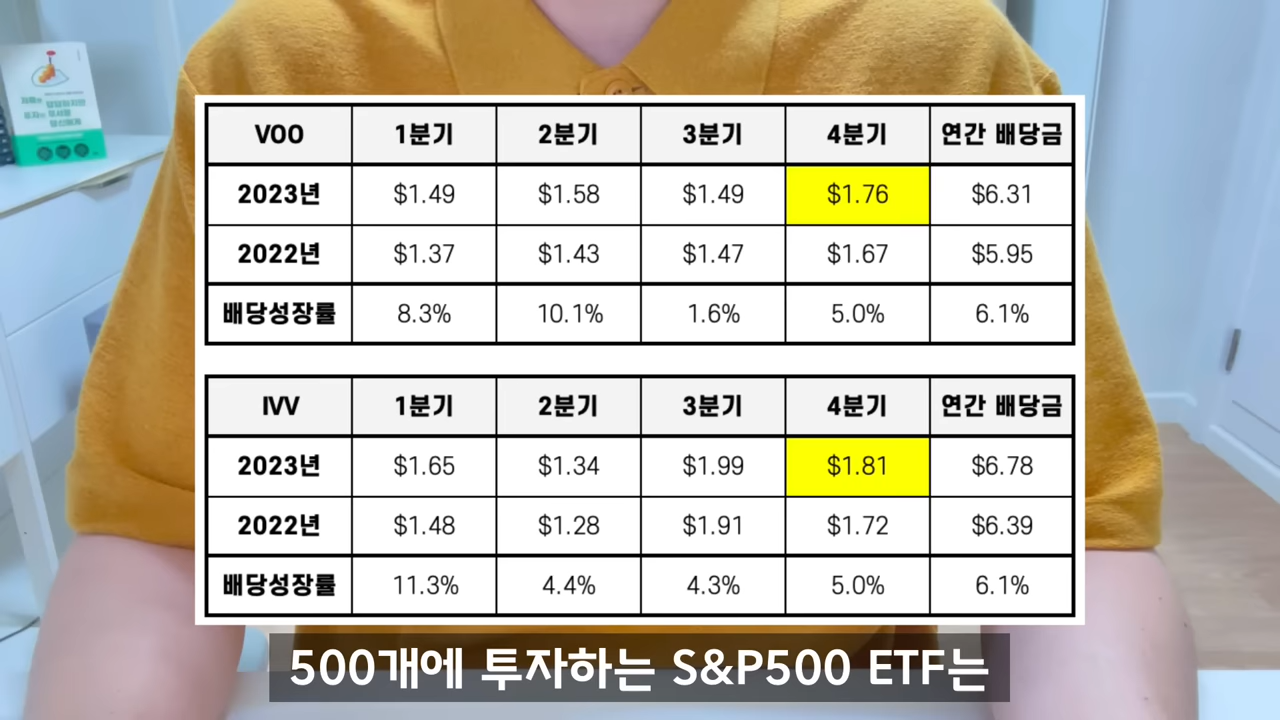 VOO 1분기 2분기 3분기 4분기 연간 배당금
2023년 $1.49 $1.58 $1.49 $1.76 $6.31
2022년 $1.37 $1.43 $1.47 $1.67 $5.95
배당성장률 8.3% 10.1% 1.6% 5.0% 6.1%
IVV 1분기 2분기 3분기 4분기 연간 배당금
2023년 $1.65 $1.34 $1.99 $1.81 $6.78
2022년 $1.48 $1.28 $1.91 $1.72 $6.39
배당성장률 11.3% 4.4% 4.3% 5.0% 6.1%
500개에 투자하는 S&P500 ETF는